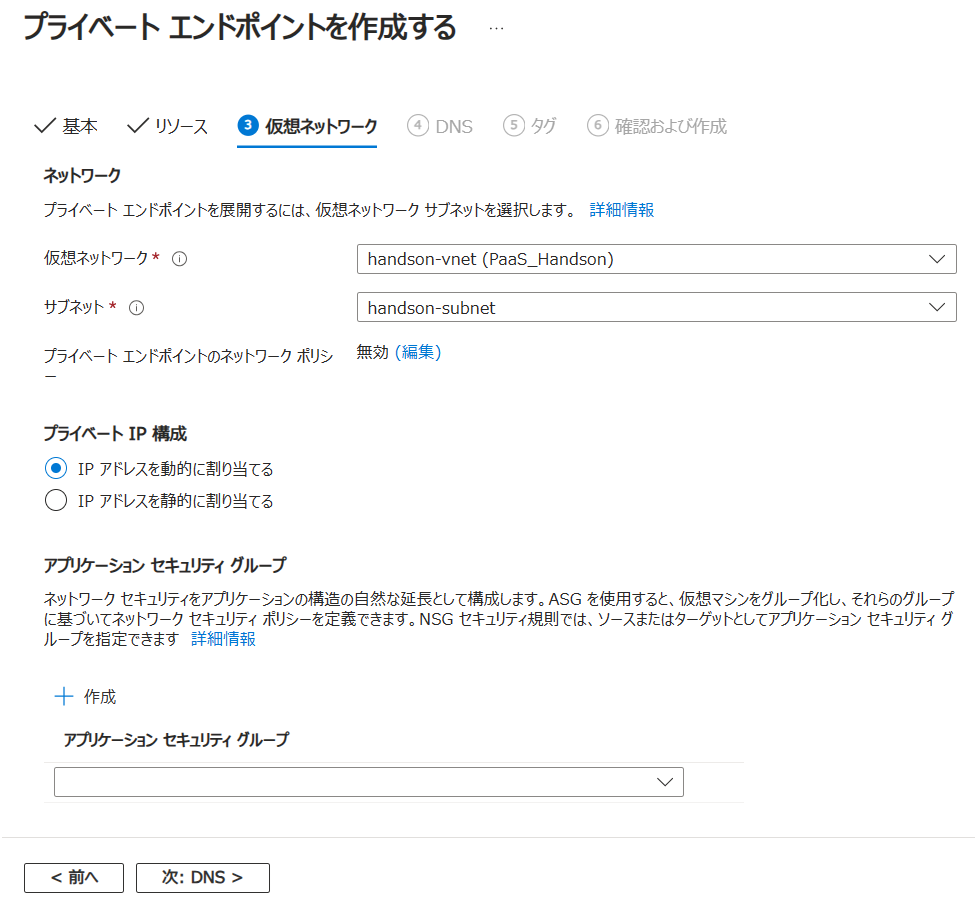 プライベート エンドポイントを作成する ...
基本 リソース 3 仮想ネットワーク 4 DNS 5 タグ 6 確認および作成
ネットワーク
プライベート エンドポイントを展開するには、仮想ネットワーク サブネットを選択します。 詳細情報
仮想ネットワーク * handson-vnet (PaaS_Handson)
サブネット * handson-subnet
プライベート エンドポイントのネットワーク ポリシ 無効 (編集)
ー
プライベート IP 構成
IP アドレスを動的に割り当てる
IP アドレスを静的に割り当てる
アプリケーション セキュリティ グループ
ネットワーク セキュリティをアプリケーションの構造の自然な延長として構成します。ASG を使用すると、仮想マシンをグループ化し、それらのグループ
に基づいてネットワーク セキュリティ ポリシーを定義できます。NSG セキュリティ規則では、ソースまたはターゲットとしてアプリケーション セキュリティ グ
ループを指定できます 詳細情報
+ 作成
アプリケーション セキュリティ グループ
< 前へ 次: DNS >